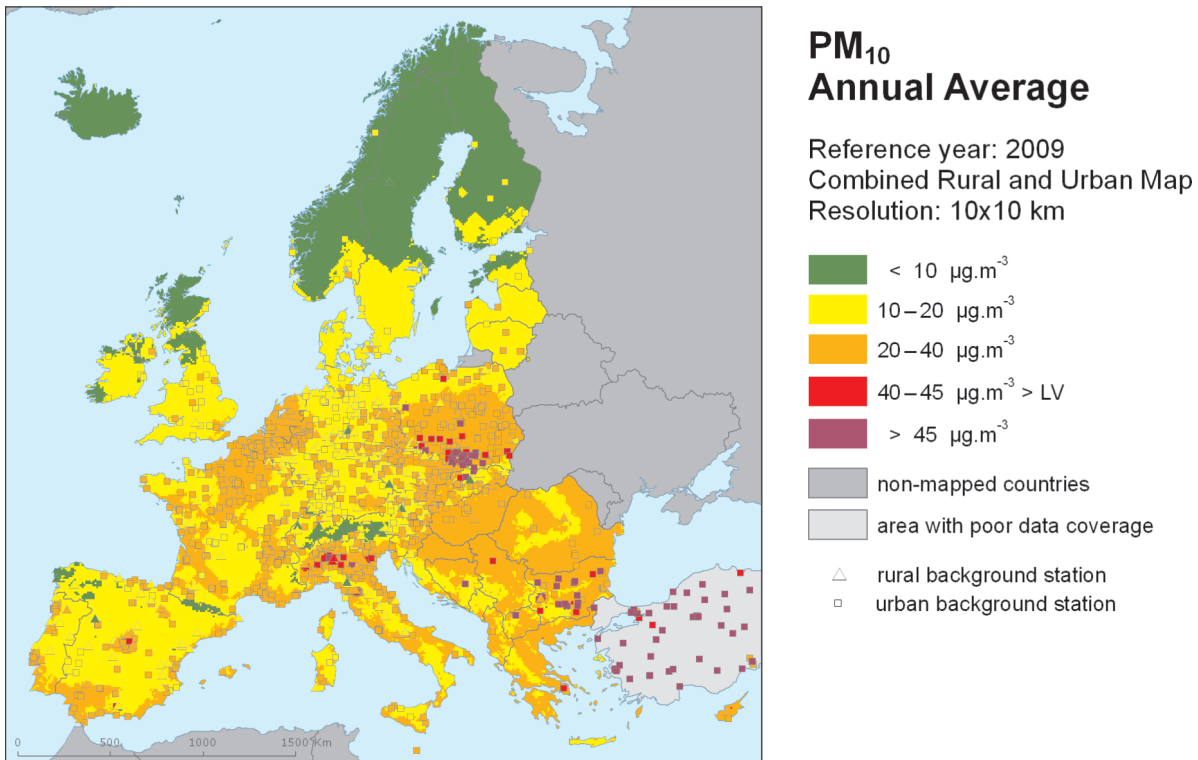 PM₁₀
Annual Average
Reference year: 2009
Combined Rural and Urban Map
Resolution: 10x10 km
< 10 µg.m⁻³
10–20 µg.m⁻³
20–40 µg.m⁻³
40–45 µg.m⁻³ > LV
> 45 µg.m⁻³
non-mapped countries
area with poor data coverage
rural background station
urban background station
0 500 1000 1500 Km